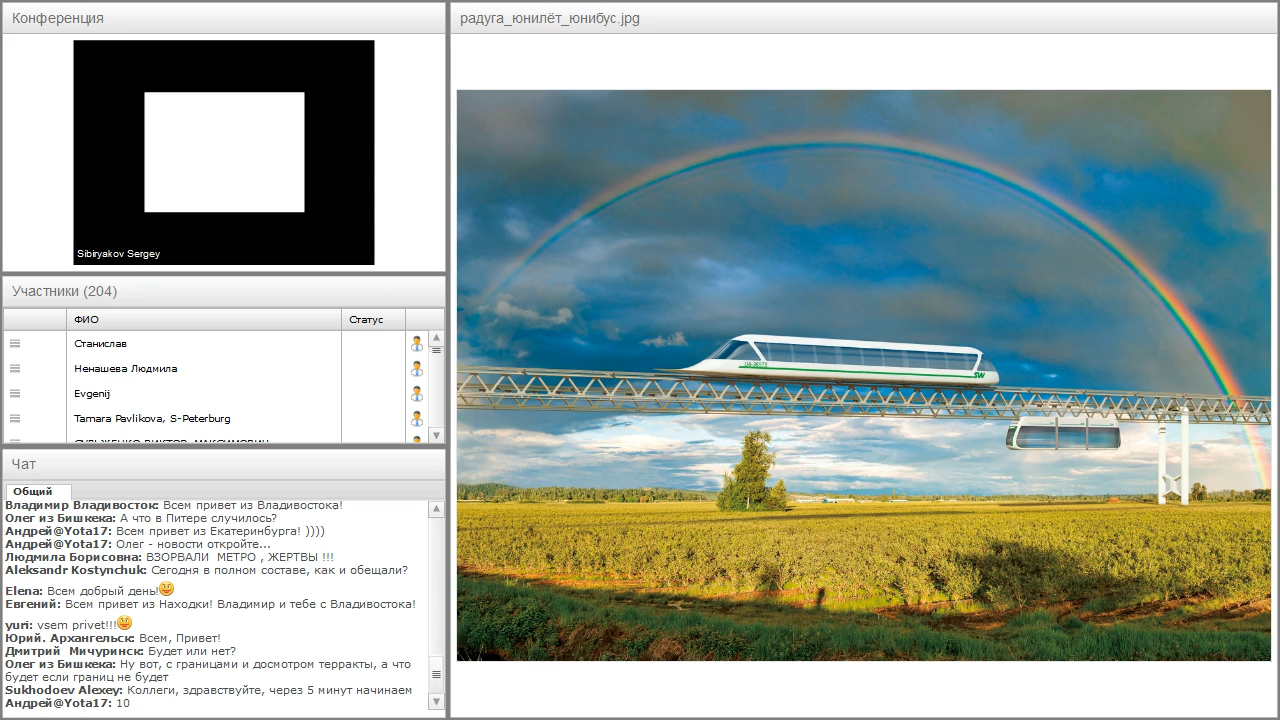 Конференция
Sibiryakov Sergey
Участники (204)
ФИО Статус
Станислав
Ненашева Людмила
Evgenij
Tamara Pavlikova, S-Peterburg
Чат
Общий
Владимир Владивосток: Всем привет из Владивостока!
Олег из Бишкека: А что в Питере случилось?
Андрей@Yota17: Всем привет из Екатеринбурга! ))))
Андрей@Yota17: Олег - новости откройте...
Людмила Борисовна: ВЗОРВАЛИ МЕТРО , ЖЕРТВЫ !!!
Aleksandr Kostynchuk: Сегодня в полном составе, как и обещали?
Elena: Всем добрый день!
Евгений: Всем привет из Находки! Владимир и тебе с Владивостока!
yuri: vsem privet!!!
Юрий. Архангельск: Всем, Привет!
Дмитрий Мичуринск: Будет или нет?
Олег из Бишкека: Ну вот, с границами и досмотром терракты, а что
будет если границ не будет
Sukhodoev Alexey: Коллеги, здравствуйте, через 5 минут начинаем
Андрей@Yota17: 10
радуга_юнилёт_юнибус.jpg
SW